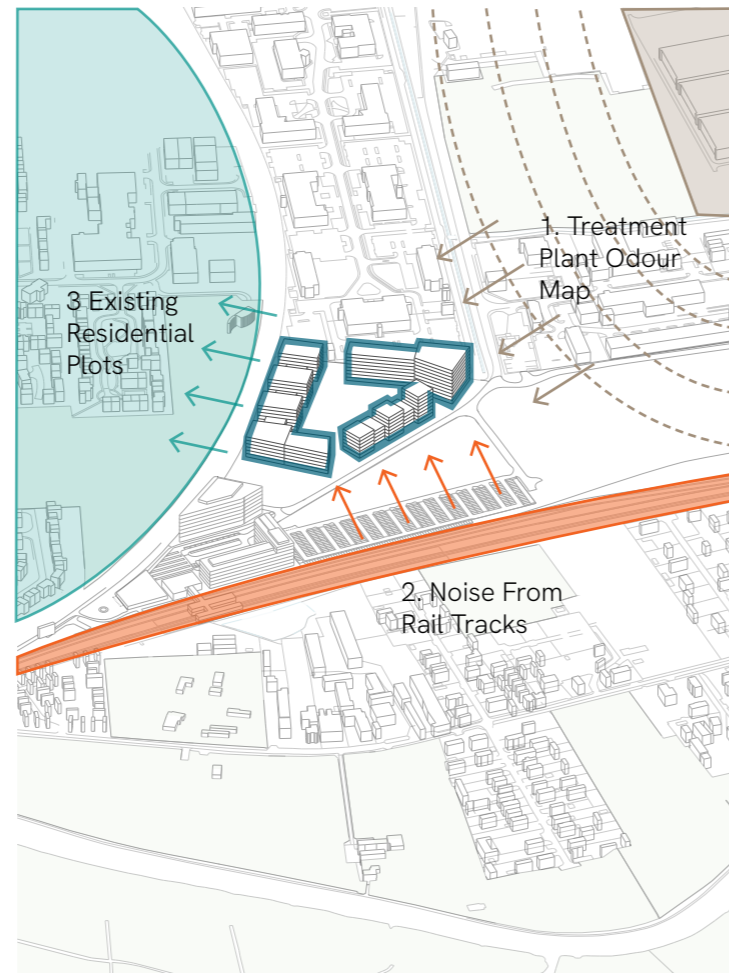 1. Treatment
Plant Odour
Map
3 Existing
Residential
Plots
2. Noise From
Rail Tracks